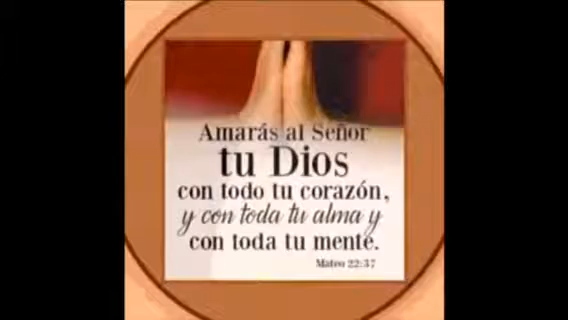 Amarás al Señor
tu Dios
con todo tu corazón,
y con toda tu alma y
con toda tu mente.
Mateo 22:37